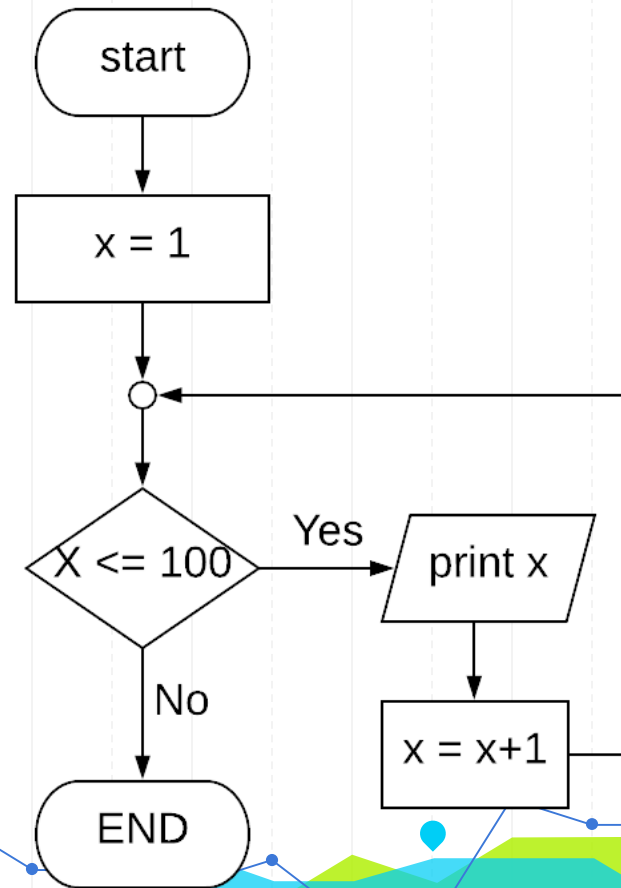 start
x = 1
X <= 100
Yes
print x
No
x = x+1
END